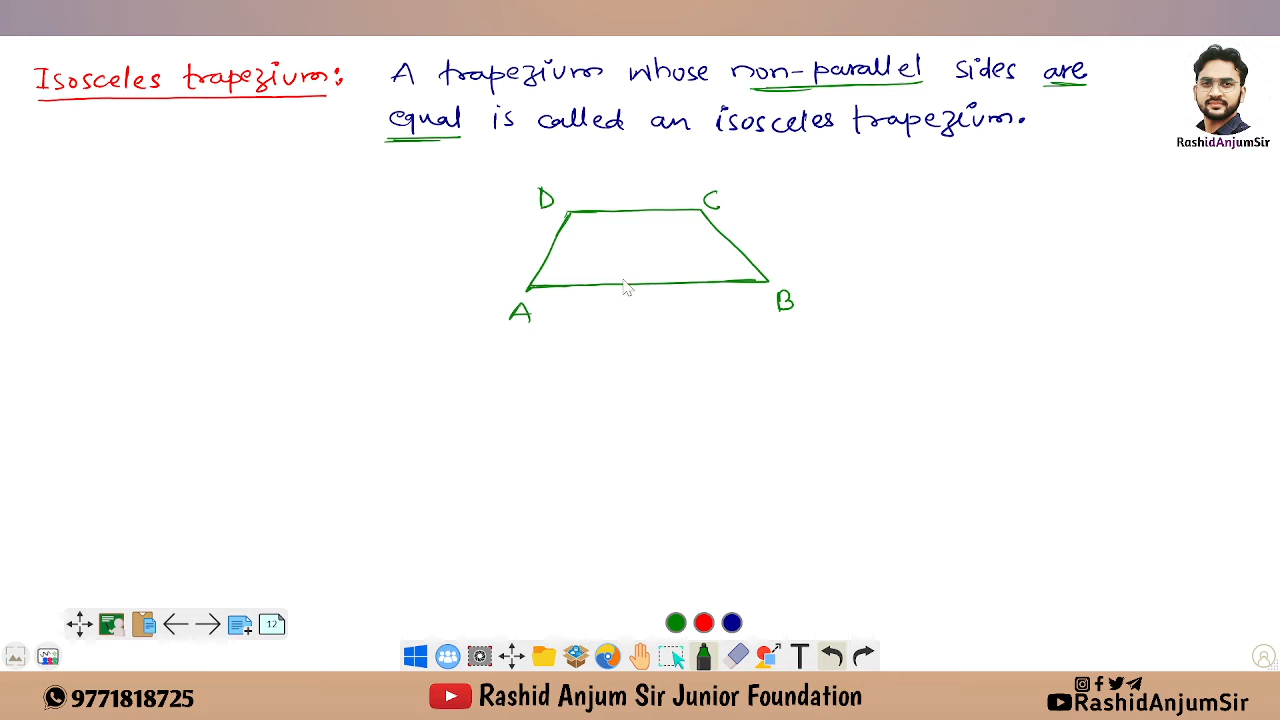 Isosceles trapezium: A trapezium whose non-parallel sides are
equal is called an isosceles trapezium.
RashidAnjumSir
D C
A B
12
T
9771818725
Rashid Anjum Sir Junior Foundation
RashidAnjumSir